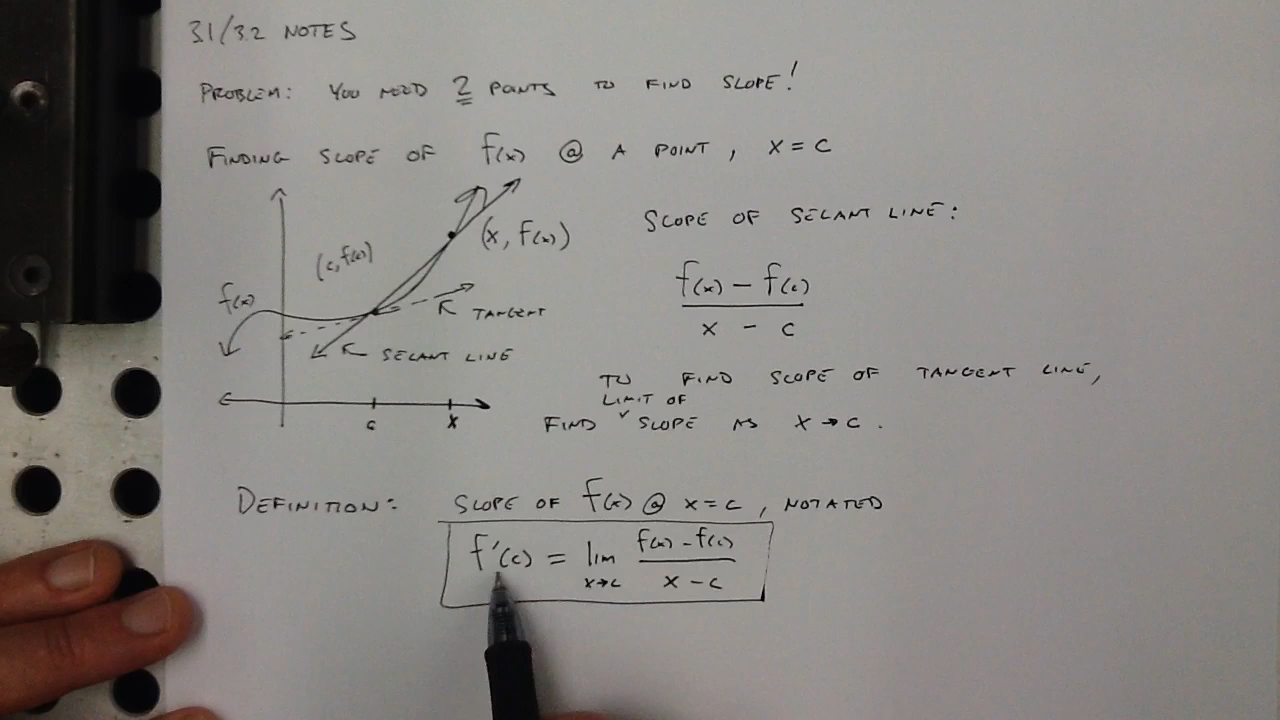 3.1/3.2 NOTES
PROBLEM: YOU NEED 2 POINTS TO FIND SLOPE!
FINDING SLOPE OF f(x) @ A POINT, X = C
SLOPE OF SECANT LINE:
(c, f(c))
(x, f(x))
f(x) - f(c)
x - c
f(x)
TANGENT
SECANT LINE
TO FIND SLOPE OF TANGENT LINE,
LIMIT OF
FIND ˅ SLOPE AS X → C.
c x
DEFINITION: SLOPE OF f(x) @ x = c, NOTATED
f'(c) = lim f(x) - f(c)
x→c x - c